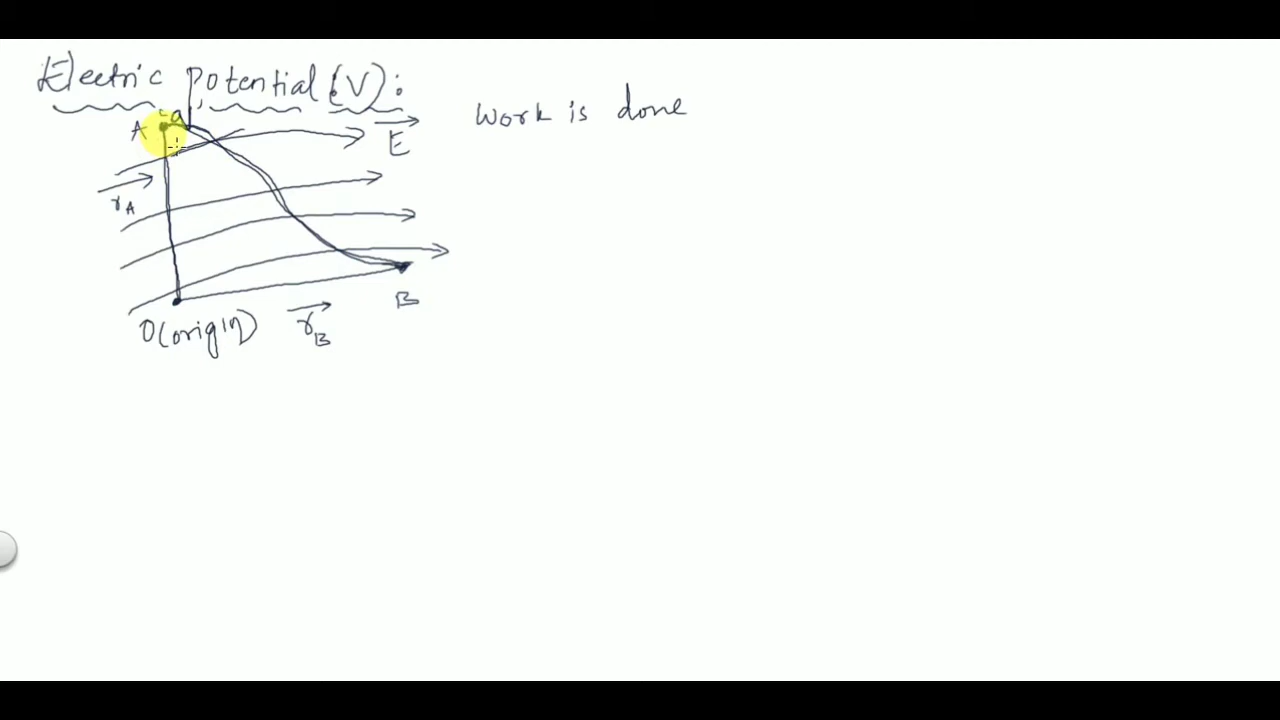 Electric Potential (V):
Work is done
A
q
E
rA
B
O(origin)
rB